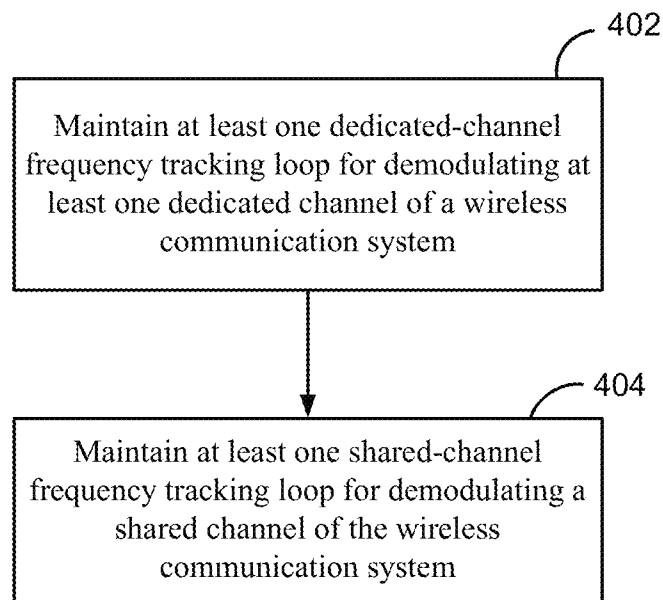 402
Maintain at least one dedicated-channel
frequency tracking loop for demodulating at
least one dedicated channel of a wireless
communication system
404
Maintain at least one shared-channel
frequency tracking loop for demodulating a
shared channel of the wireless
communication system